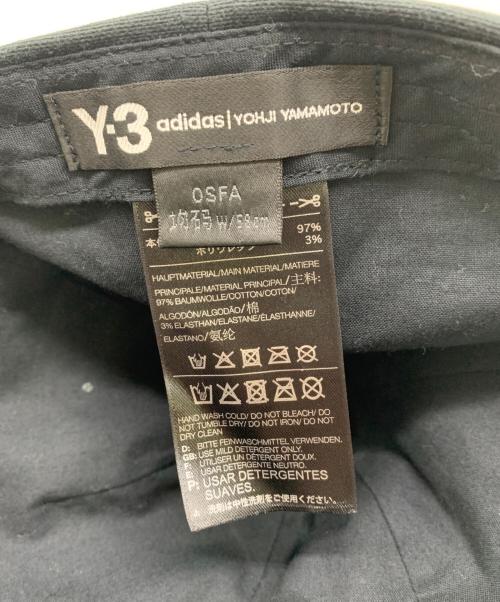 Y-3 adidas | YOHJI YAMAMOTO
OSFA
W/58cm
97%
ポリウレタン 3%
HAUPTMATERIAL/MAIN MATERIAL/MATIERE
PRINCIPALE/MATERIAL PRINCIPAL/主料:
97% BAUMWOLLE/COTTON/COTON/
ALGODÓN/ALGODÃO/棉
3% ELASTHAN/ELASTANE/ELASTHANNE/
ELASTANO/氨纶
HAND WASH COLD/ DO NOT BLEACH/ DO
NOT TUMBLE DRY/ DO NOT IRON/ DO NOT
DRY CLEAN
D: BITTE FEINWASCHMITTEL VERWENDEN.
GB: USE MILD DETERGENT ONLY.
F: UTILISER UN DÉTERGENT DOUX.
E: USAR DETERGENTE NEUTRO.
P: USAR DETERGENTES
SUAVES.
J: 洗剤は中性洗剤をご使用ください。